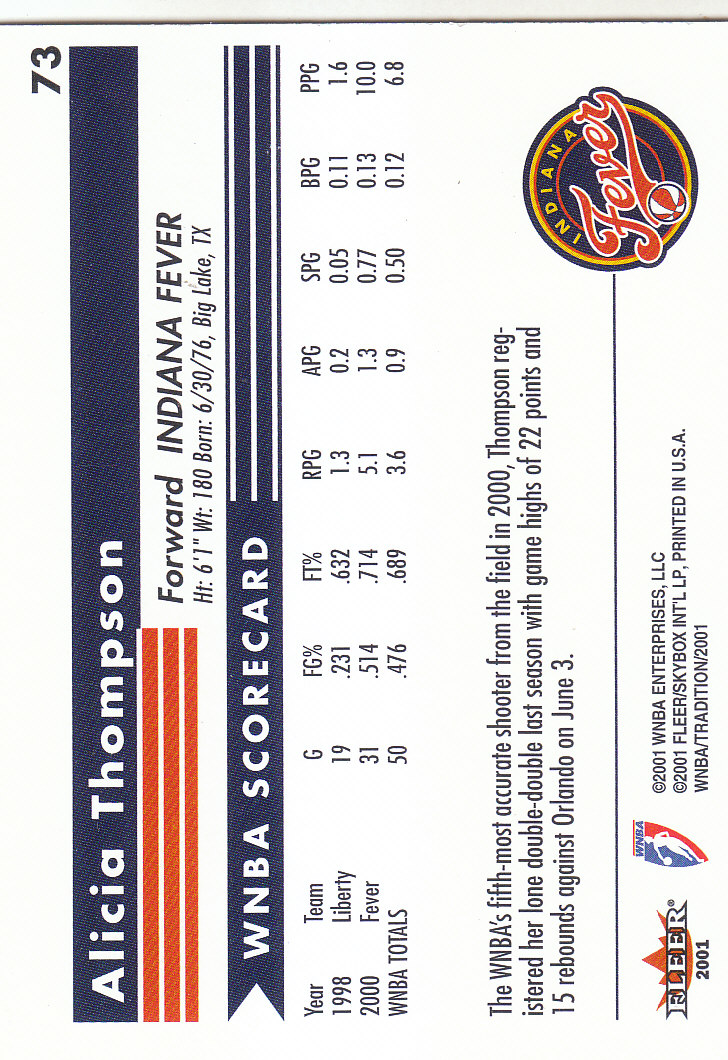 73
Alicia Thompson
Forward INDIANA FEVER
Ht: 6'1" Wt: 180 Born: 6/30/76, Big Lake, TX
WNBA SCORECARD
Year Team G FG% FT% RPG APG SPG BPG PPG
1998 Liberty 19 .231 .632 1.3 0.2 0.05 0.11 1.6
2000 Fever 31 .514 .714 5.1 1.3 0.77 0.13 10.0
WNBA TOTALS 50 .476 .689 3.6 0.9 0.50 0.12 6.8
The WNBA's fifth-most accurate shooter from the field in 2000, Thompson reg-
istered her lone double-double last season with game highs of 22 points and
15 rebounds against Orlando on June 3.
INDIANA
Fever
FLEER®
2001
WNBA
©2001 WNBA ENTERPRISES, LLC
©2001 FLEER/SKYBOX INT'L LP, PRINTED IN U.S.A.
WNBA/TRADITION/2001